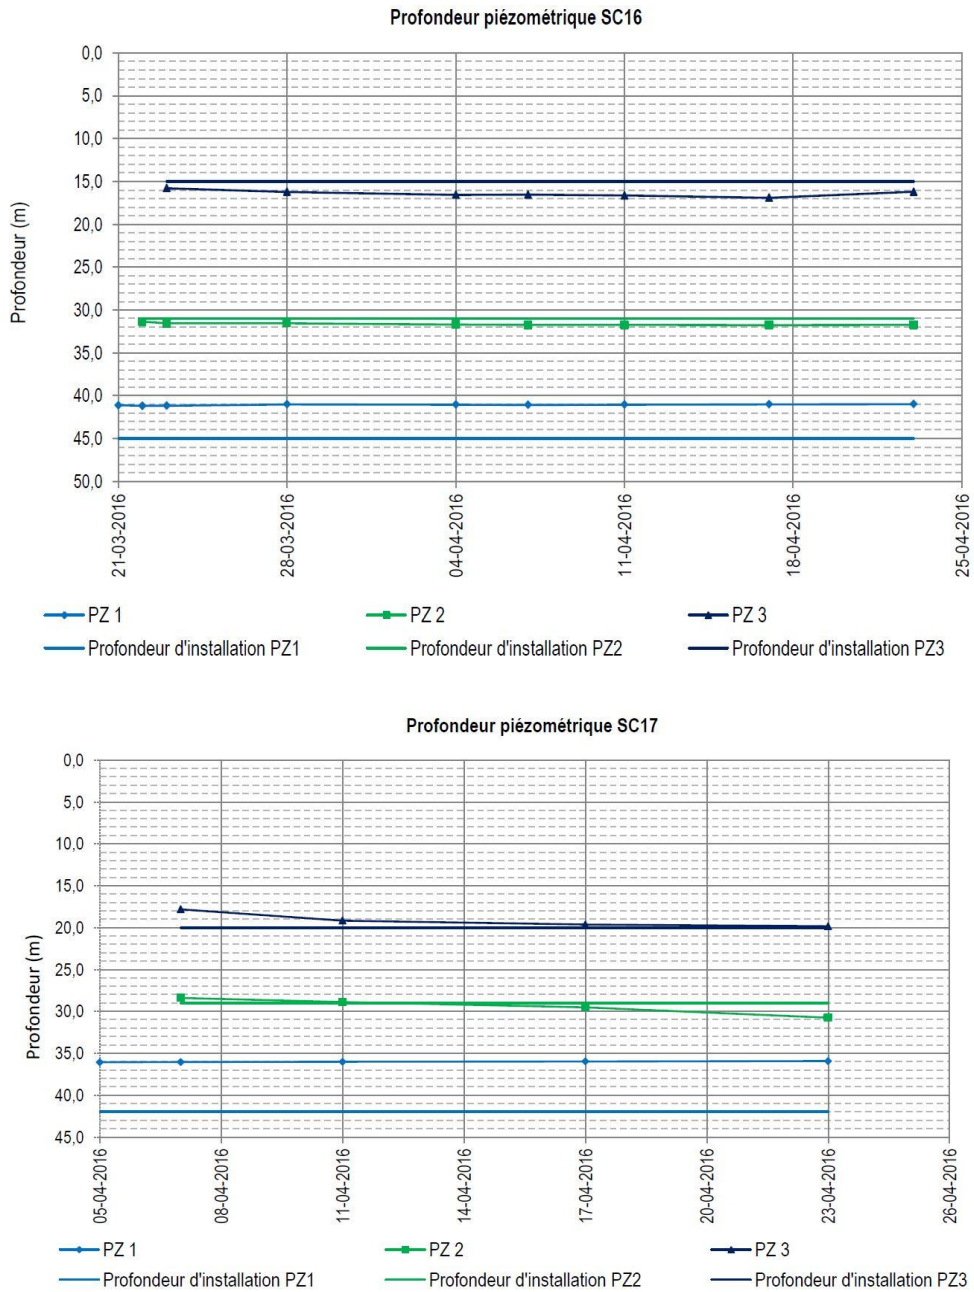 Profondeur piézométrique SC16
0,0
5,0
10,0
15,0
20,0
25,0
30,0
35,0
40,0
45,0
50,0
Profondeur (m)
21-03-2016
28-03-2016
04-04-2016
11-04-2016
18-04-2016
25-04-2016
PZ 1
PZ 2
PZ 3
Profondeur d'installation PZ1
Profondeur d'installation PZ2
Profondeur d'installation PZ3
Profondeur piézométrique SC17
0,0
5,0
10,0
15,0
20,0
25,0
30,0
35,0
40,0
45,0
Profondeur (m)
05-04-2016
08-04-2016
11-04-2016
14-04-2016
17-04-2016
20-04-2016
23-04-2016
26-04-2016
PZ 1
PZ 2
PZ 3
Profondeur d'installation PZ1
Profondeur d'installation PZ2
Profondeur d'installation PZ3